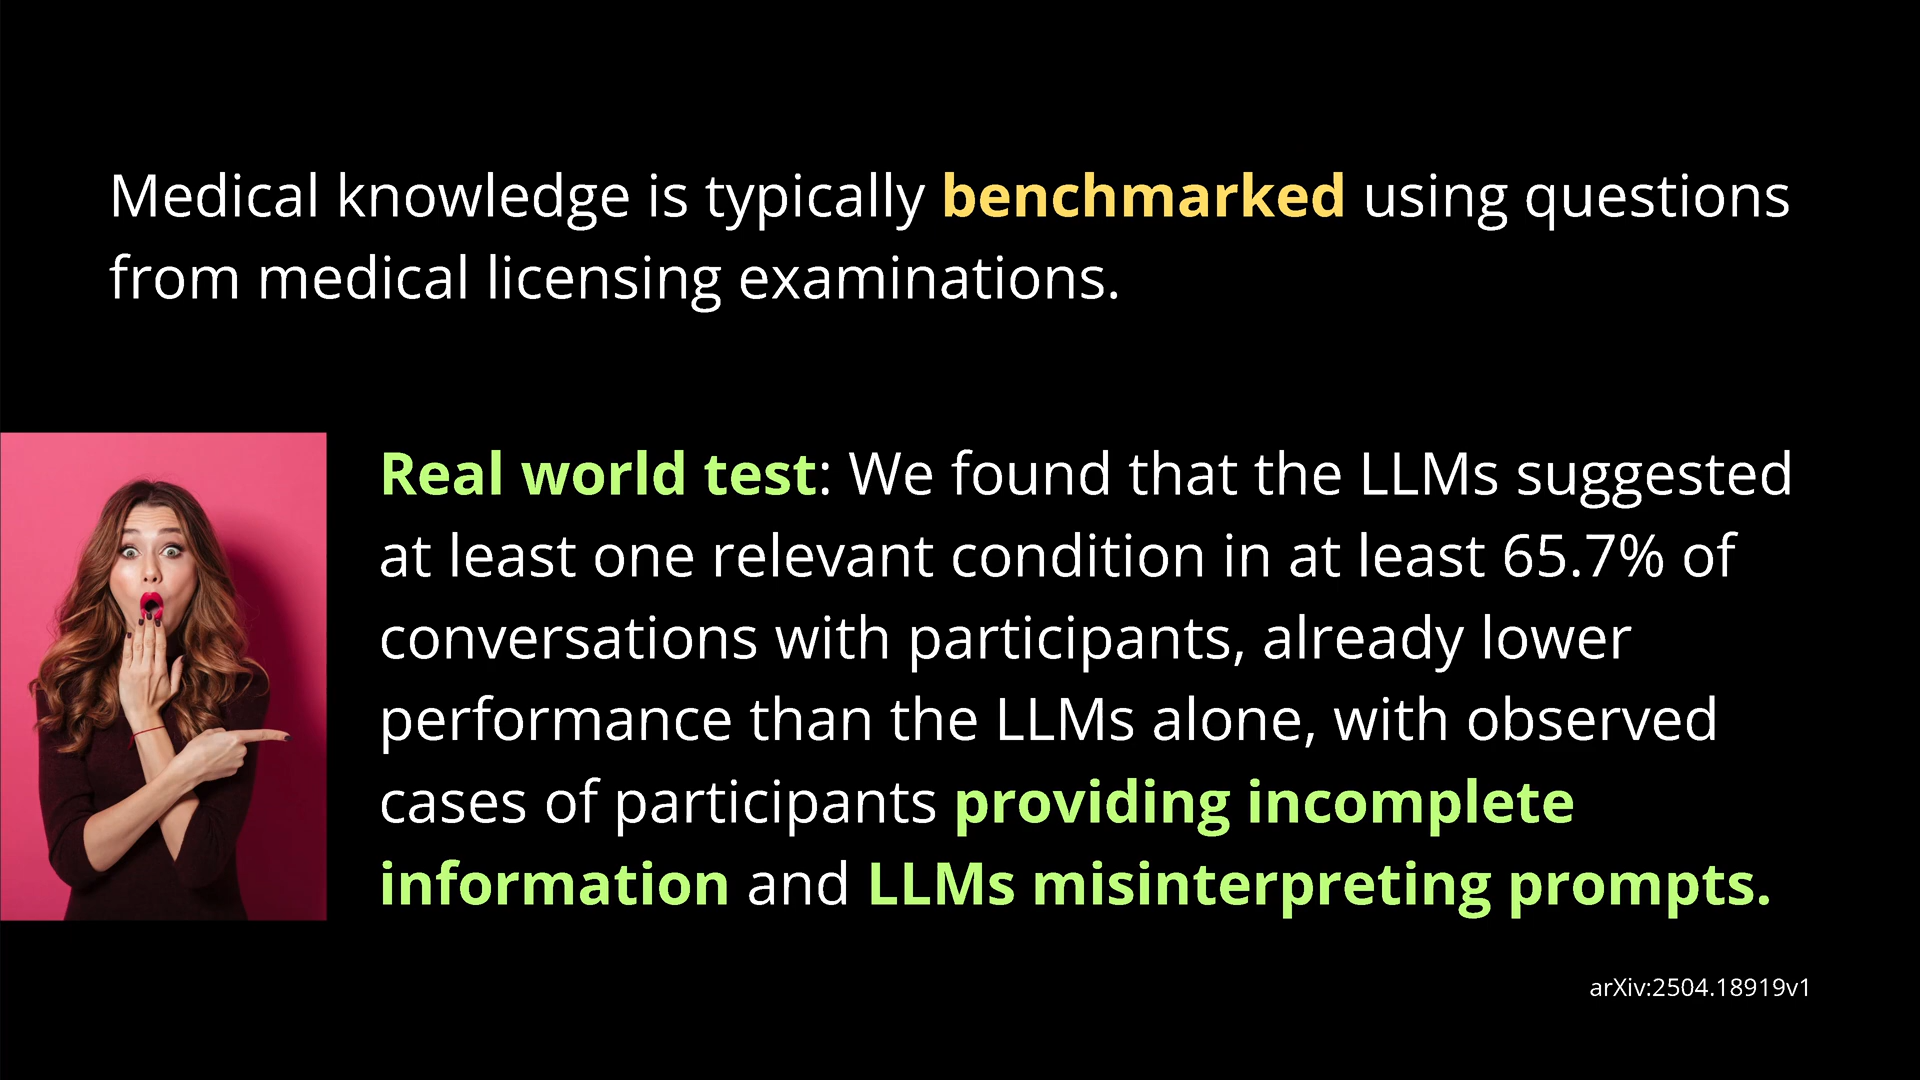 Medical knowledge is typically benchmarked using questions
from medical licensing examinations.
Real world test: We found that the LLMs suggested
at least one relevant condition in at least 65.7% of
conversations with participants, already lower
performance than the LLMs alone, with observed
cases of participants providing incomplete
information and LLMs misinterpreting prompts.
arXiv:2504.18919v1